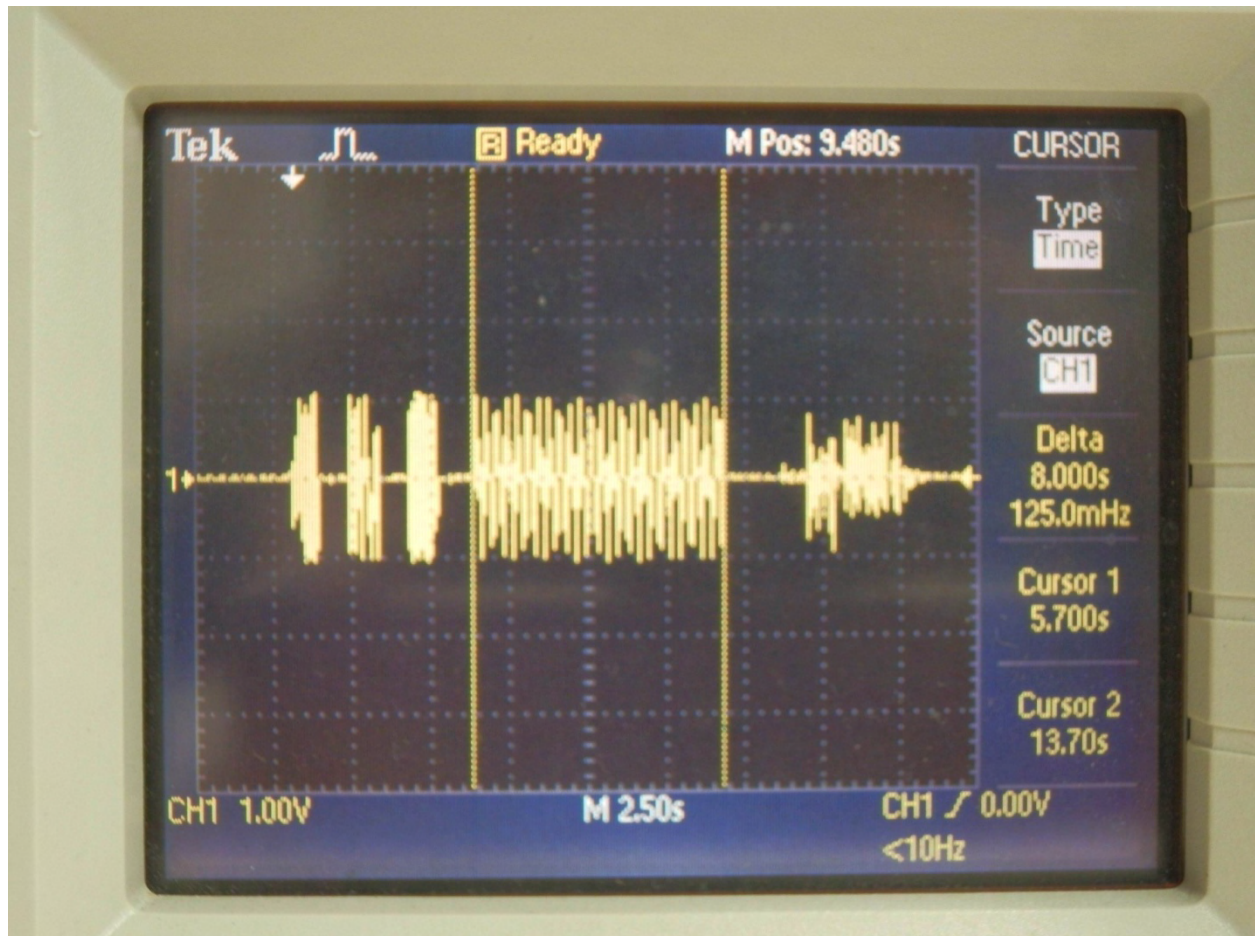 Tek R Ready M Pos: 9.480s CURSOR
Type
Time
Source
CH1
Delta
8.000s
125.0mHz
Cursor 1
5.700s
Cursor 2
13.70s
1
CH1 1.00V M 2.50s CH1 0.00V
<10Hz